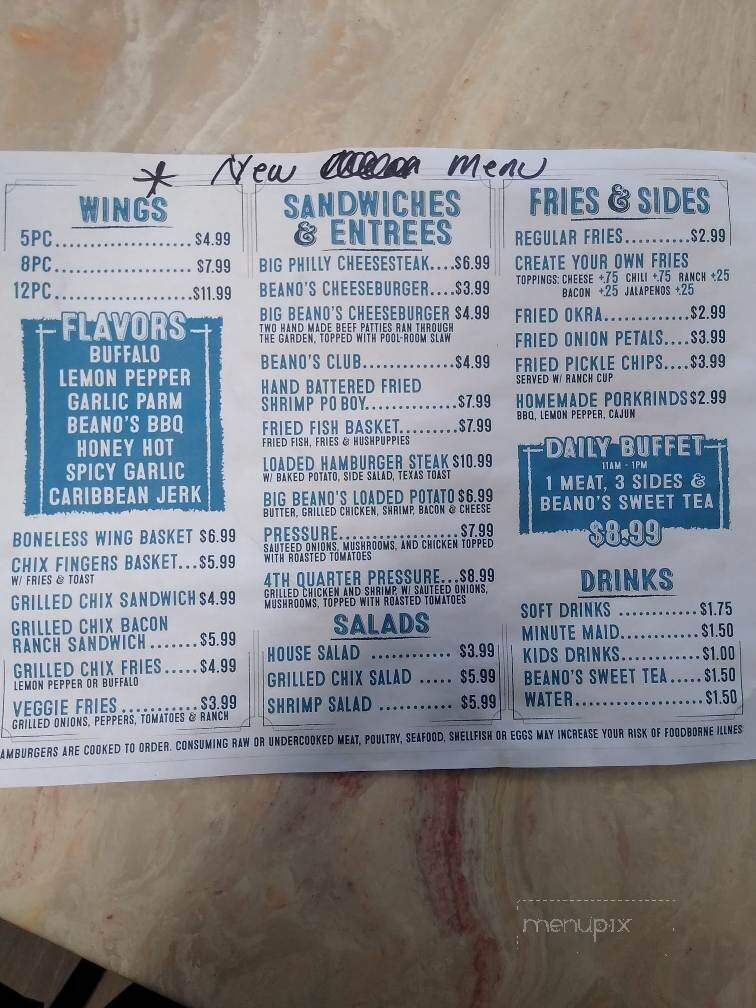 * New menu
WINGS
5PC......................$4.99
8PC......................$7.99
12PC.....................$11.99
FLAVORS
BUFFALO
LEMON PEPPER
GARLIC PARM
BEANO'S BBQ
HONEY HOT
SPICY GARLIC
CARIBBEAN JERK
BONELESS WING BASKET $6.99
CHIX FINGERS BASKET...$5.99
W/ FRIES & TOAST
GRILLED CHIX SANDWICH $4.99
GRILLED CHIX BACON
RANCH SANDWICH.......$5.99
GRILLED CHIX FRIES.....$4.99
LEMON PEPPER OR BUFFALO
VEGGIE FRIES...........$3.99
GRILLED ONIONS, PEPPERS, TOMATOES & RANCH
SANDWICHES
& ENTREES
BIG PHILLY CHEESESTEAK....$6.99
BEANO'S CHEESEBURGER....$3.99
BIG BEANO'S CHEESEBURGER $4.99
TWO HAND MADE BEEF PATTIES RAN THROUGH
THE GARDEN, TOPPED WITH POOL-ROOM SLAW
BEANO'S CLUB..............$4.99
HAND BATTERED FRIED
SHRIMP PO BOY..............$7.99
FRIED FISH BASKET.........$7.99
FRIED FISH, FRIES & HUSHPUPPIES
LOADED HAMBURGER STEAK $10.99
W/ BAKED POTATO, SIDE SALAD, TEXAS TOAST
BIG BEANO'S LOADED POTATO $6.99
BUTTER, GRILLED CHICKEN, SHRIMP, BACON & CHEESE
PRESSURE..................$7.99
SAUTEED ONIONS, MUSHROOMS, AND CHICKEN TOPPED
WITH ROASTED TOMATOES
4TH QUARTER PRESSURE...$8.99
GRILLED CHICKEN AND SHRIMP, W/ SAUTEED ONIONS,
MUSHROOMS, TOPPED WITH ROASTED TOMATOES
SALADS
HOUSE SALAD ............ $3.99
GRILLED CHIX SALAD ..... $5.99
SHRIMP SALAD ........... $5.99
FRIES & SIDES
REGULAR FRIES..........$2.99
CREATE YOUR OWN FRIES
TOPPINGS: CHEESE +.75 CHILI +.75 RANCH +.25
BACON +.25 JALAPENOS +.25
FRIED OKRA.............$2.99
FRIED ONION PETALS....$3.99
FRIED PICKLE CHIPS....$3.99
SERVED W/ RANCH CUP
HOMEMADE PORKRINDS $2.99
BBQ, LEMON PEPPER, CAJUN
DAILY BUFFET
11AM - 1PM
1 MEAT, 3 SIDES &
BEANO'S SWEET TEA
$8.99
DRINKS
SOFT DRINKS ............$1.75
MINUTE MAID............$1.50
KIDS DRINKS............$1.00
BEANO'S SWEET TEA.....$1.50
WATER...................$1.50
AMBURGERS ARE COOKED TO ORDER. CONSUMING RAW OR UNDERCOOKED MEAT, POULTRY, SEAFOOD, SHELLFISH OR EGGS MAY INCREASE YOUR RISK OF FOODBORNE ILLNES
menupix